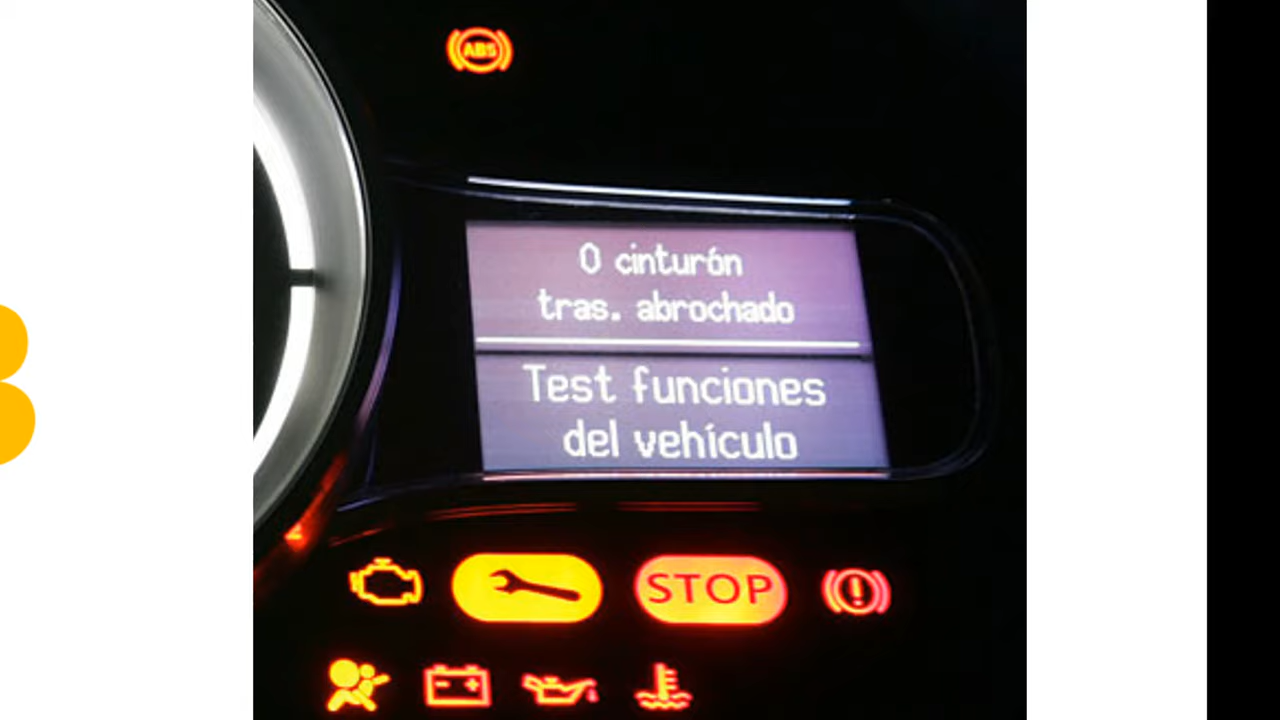 ABS
0 cinturón
tras. abrochado
Test funciones
del vehículo
STOP